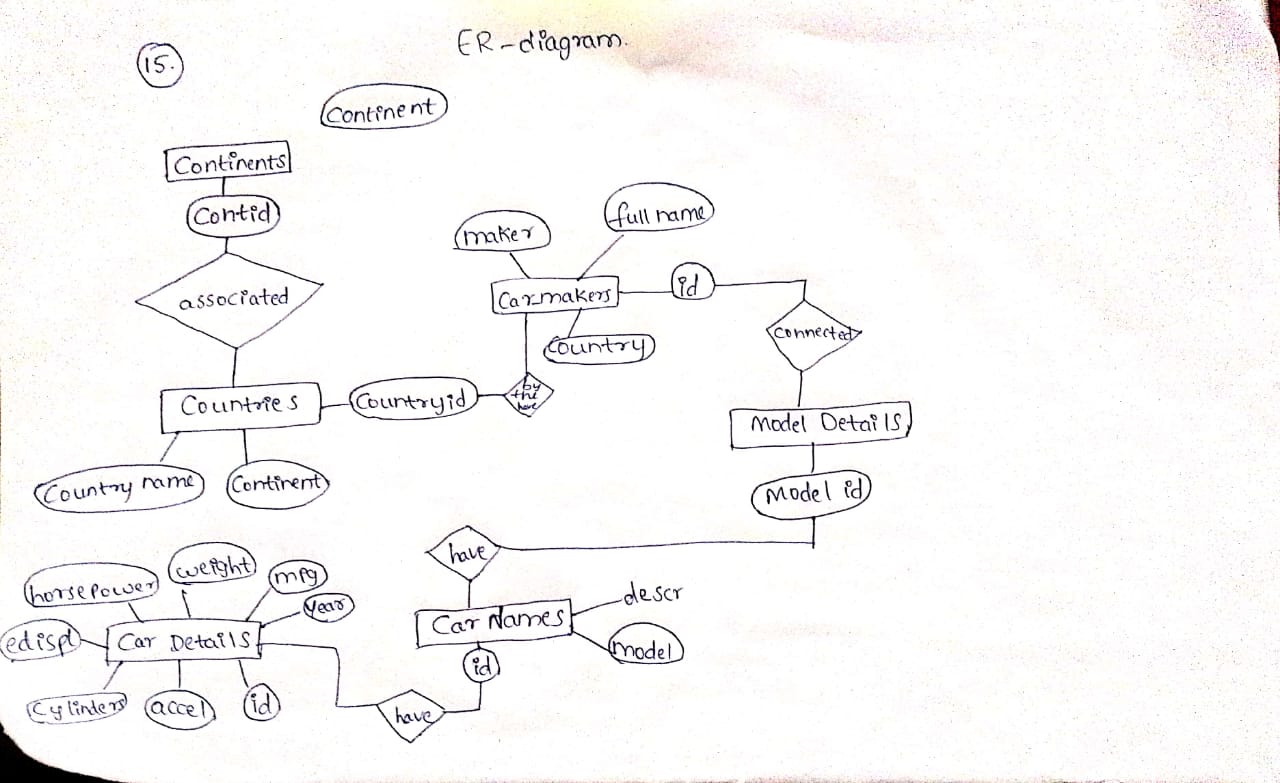 ER-diagram.
15.
Continent
Continents
Contid
associated
Countries
Country name
Continent
Countryid
by
the
have
maker
full name
Carmakers
Country
id
Connected
Model Details
Model id
have
Car Names
descr
model
id
have
horsepower
weight
mpg
year
edispl
Car Details
Cylinders
accel
id